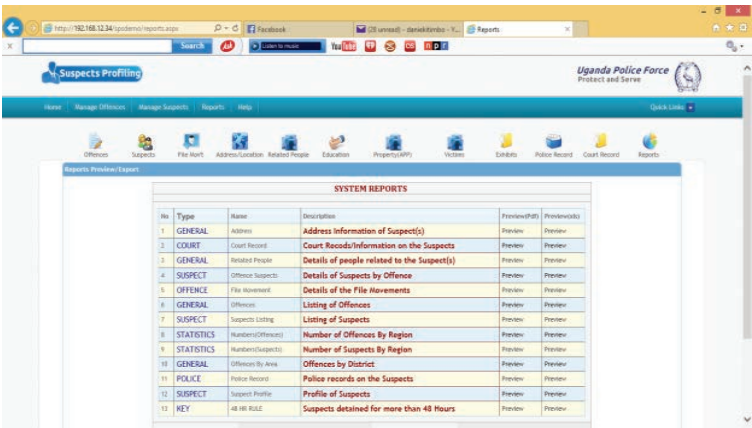 http://192.168.12.34/spsdemo/reports.aspx
Facebook
(20 unread) - daniekitimbo - Y...
Reports
Search
Listen to music
YouTube
npr
Suspects Profiling
Uganda Police Force
Protect and Serve
Home Manage Offences Manage Suspects Reports Help Quick Links
Offences Suspects File Mov't Address/Location Related People Education Property(APP) Victims Exhibits Police Record Court Record Reports
Reports Preview/Export
SYSTEM REPORTS
No Type Name Description Preview(Pdf) Preview(xls)
1 GENERAL Address Address Information of Suspect(s) Preview Preview
2 COURT Court Record Court Recods/Information on the Suspects Preview Preview
3 GENERAL Related People Details of people related to the Suspect(s) Preview Preview
4 SUSPECT Offence Suspects Details of Suspects by Offence Preview Preview
5 OFFENCE File Movement Details of the File Movements Preview Preview
6 GENERAL Offences Listing of Offences Preview Preview
7 SUSPECT Suspects Listing Listing of Suspects Preview Preview
8 STATISTICS Numbers(Offences) Number of Offences By Region Preview Preview
9 STATISTICS Numbers(Suspects) Number of Suspects By Region Preview Preview
10 GENERAL Offences By Area Offences by District Preview Preview
11 POLICE Police Record Police records on the Suspects Preview Preview
12 SUSPECT Suspect Profile Profile of Suspects Preview Preview
13 KEY 48 HR RULE Suspects detained for more than 48 Hours Preview Preview